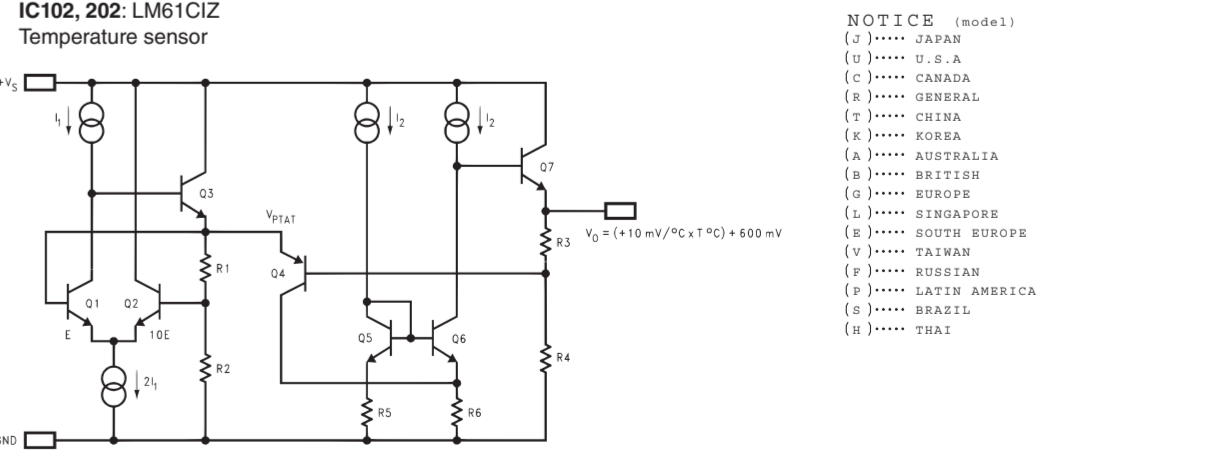 IC102, 202: LM61CIZ
Temperature sensor
+VS
I1
I2
I2
Q3
Q7
VPTAT
VO = (+10 mV/°C x T °C) + 600 mV
R1
Q4
R3
Q1
Q2
E
10E
Q5
Q6
R2
R4
2I1
R5
R6
GND
NOTICE (model)
(J)····· JAPAN
(U)····· U.S.A
(C)····· CANADA
(R)····· GENERAL
(T)····· CHINA
(K)····· KOREA
(A)····· AUSTRALIA
(B)····· BRITISH
(G)····· EUROPE
(L)····· SINGAPORE
(E)····· SOUTH EUROPE
(V)····· TAIWAN
(F)····· RUSSIAN
(P)····· LATIN AMERICA
(S)····· BRAZIL
(H)····· THAI